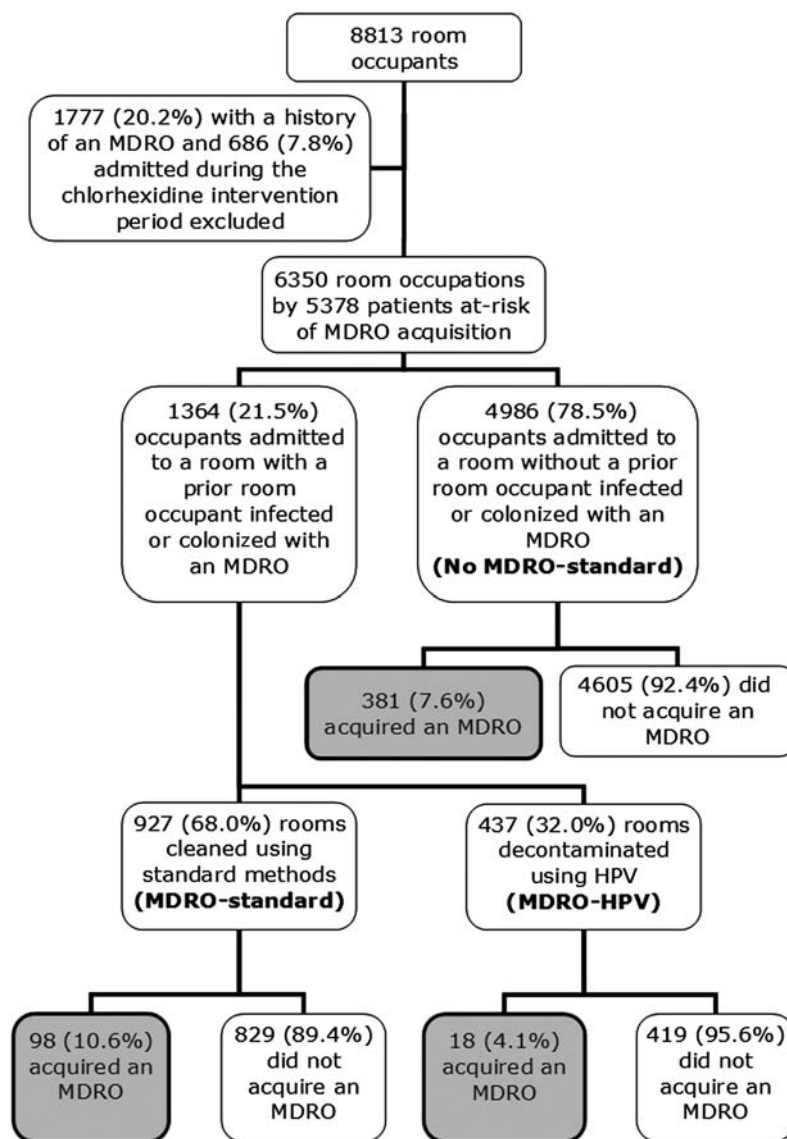 8813 room
occupants
1777 (20.2%) with a history
of an MDRO and 686 (7.8%)
admitted during the
chlorhexidine intervention
period excluded
6350 room occupations
by 5378 patients at-risk
of MDRO acquisition
1364 (21.5%)
occupants admitted
to a room with a
prior room
occupant infected
or colonized with
an MDRO
4986 (78.5%)
occupants admitted to
a room without a prior
room occupant infected
or colonized with an
MDRO
(No MDRO-standard)
381 (7.6%)
acquired an MDRO
4605 (92.4%) did
not acquire an
MDRO
927 (68.0%) rooms
cleaned using
standard methods
(MDRO-standard)
437 (32.0%) rooms
decontaminated
using HPV
(MDRO-HPV)
98 (10.6%)
acquired an
MDRO
829 (89.4%)
did not
acquire an
MDRO
18 (4.1%)
acquired an
MDRO
419 (95.6%)
did not
acquire an
MDRO